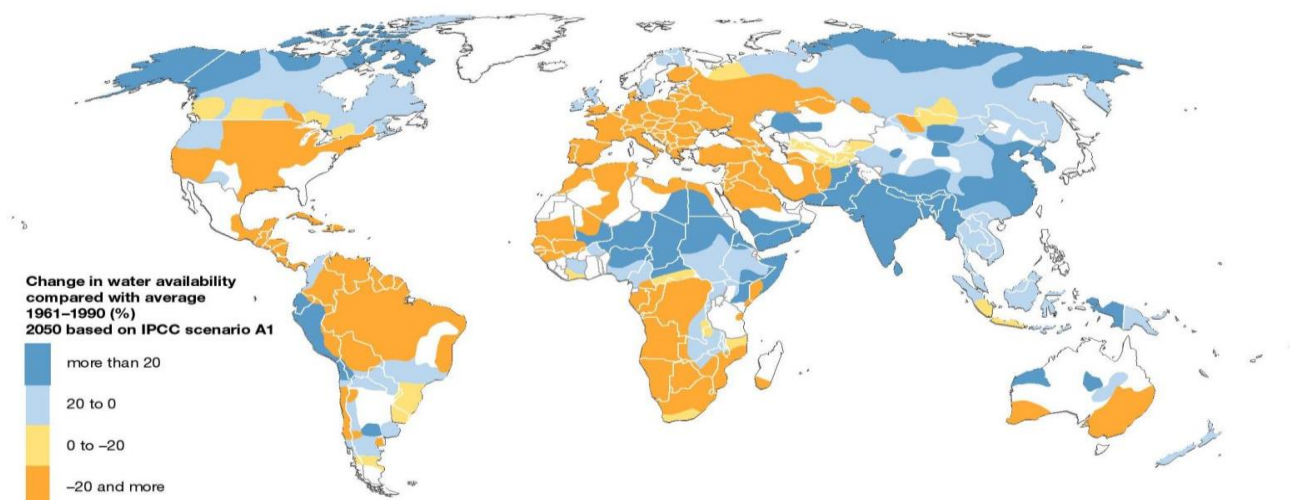 Change in water availability
compared with average
1961–1990 (%)
2050 based on IPCC scenario A1
more than 20
20 to 0
0 to –20
–20 and more